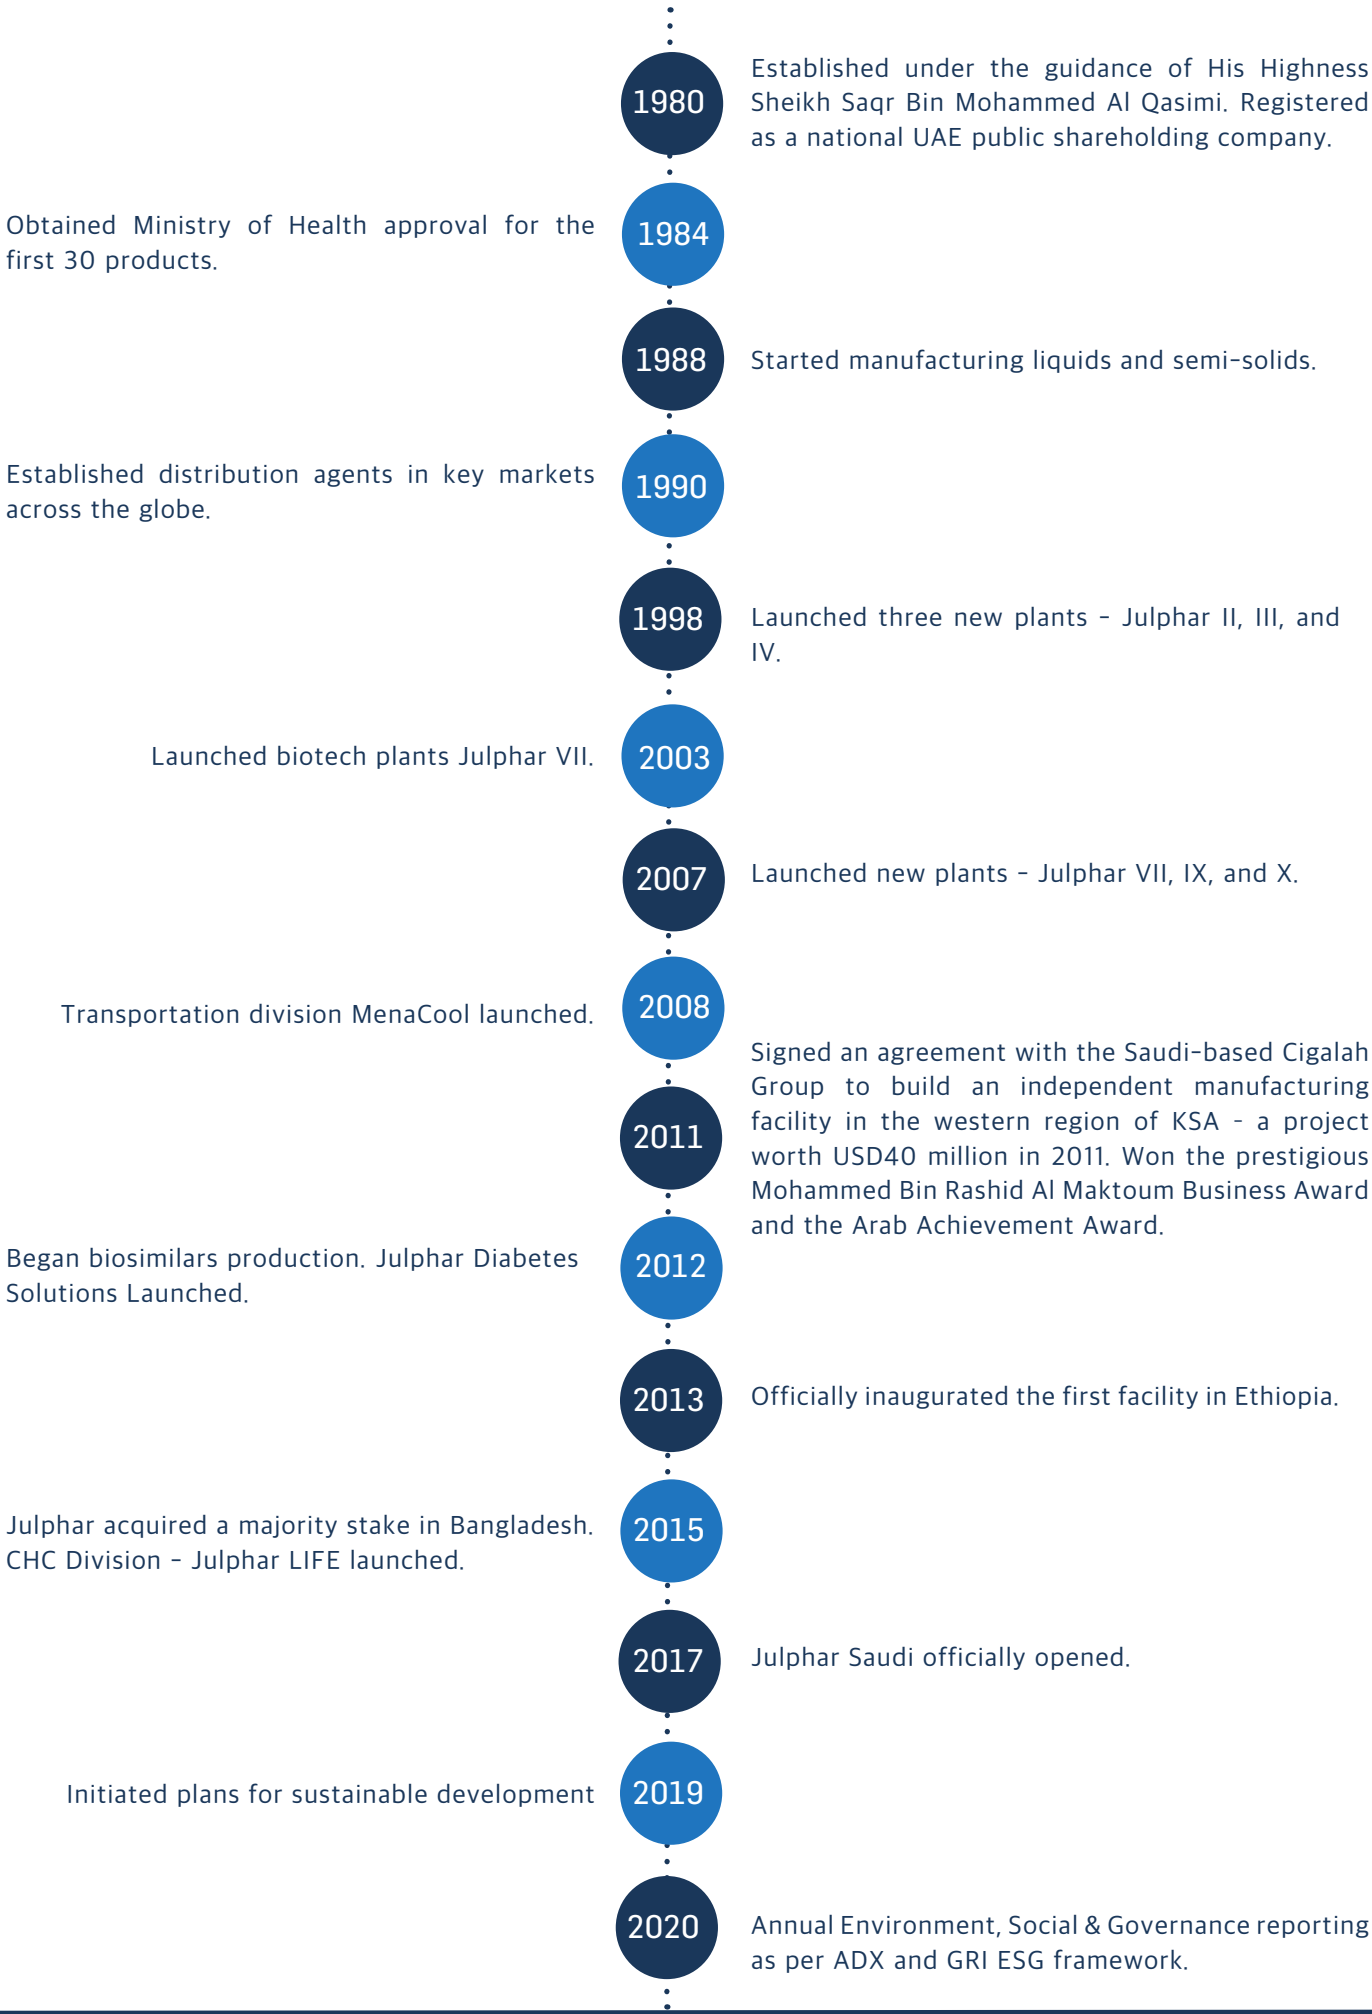 1980
Established under the guidance of His Highness
Sheikh Saqr Bin Mohammed Al Qasimi. Registered
as a national UAE public shareholding company.
Obtained Ministry of Health approval for the
first 30 products.
1984
1988
Started manufacturing liquids and semi-solids.
Established distribution agents in key markets
across the globe.
1990
1998
Launched three new plants - Julphar II, III, and
IV.
Launched biotech plants Julphar VII.
2003
2007
Launched new plants - Julphar VII, IX, and X.
Transportation division MenaCool launched.
2008
2011
Signed an agreement with the Saudi-based Cigalah
Group to build an independent manufacturing
facility in the western region of KSA - a project
worth USD40 million in 2011. Won the prestigious
Mohammed Bin Rashid Al Maktoum Business Award
and the Arab Achievement Award.
Began biosimilars production. Julphar Diabetes
Solutions Launched.
2012
2013
Officially inaugurated the first facility in Ethiopia.
Julphar acquired a majority stake in Bangladesh.
CHC Division - Julphar LIFE launched.
2015
2017
Julphar Saudi officially opened.
Initiated plans for sustainable development
2019
2020
Annual Environment, Social & Governance reporting
as per ADX and GRI ESG framework.